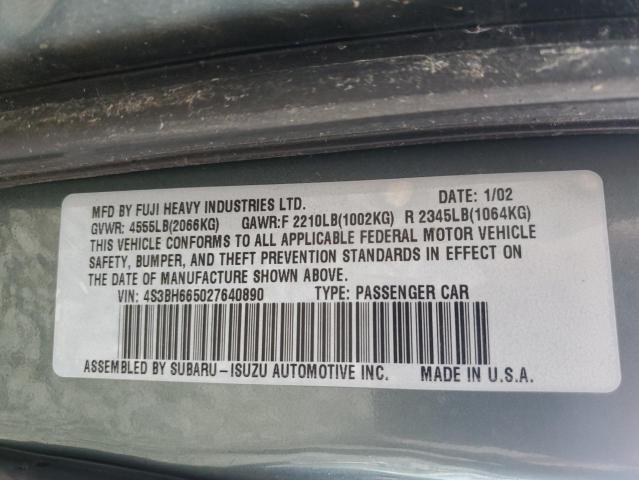 MFD BY FUJI HEAVY INDUSTRIES LTD. DATE: 1/02
GVWR: 4555LB(2066KG) GAWR:F 2210LB(1002KG) R 2345LB(1064KG)
THIS VEHICLE CONFORMS TO ALL APPLICABLE FEDERAL MOTOR VEHICLE
SAFETY, BUMPER, AND THEFT PREVENTION STANDARDS IN EFFECT ON
THE DATE OF MANUFACTURE SHOWN ABOVE.
VIN: 4S3BH665027640890 TYPE: PASSENGER CAR
ASSEMBLED BY SUBARU-ISUZU AUTOMOTIVE INC. MADE IN U.S.A.